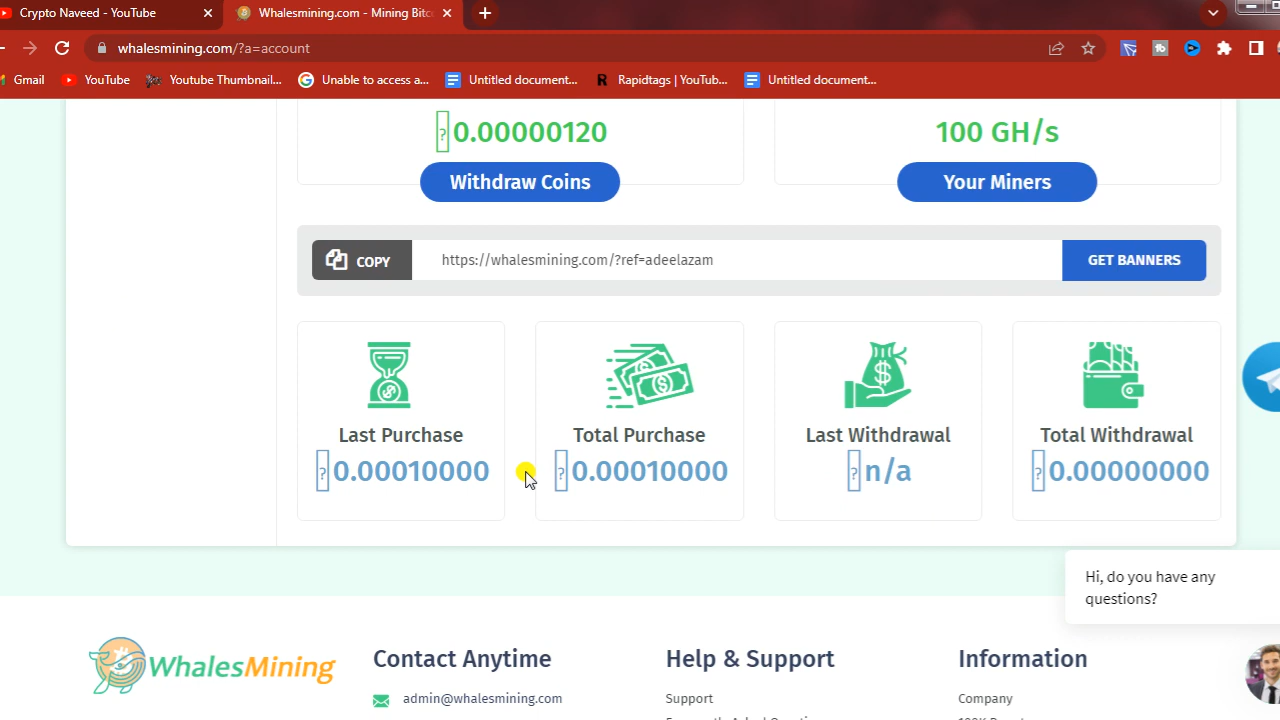 Crypto Naveed - YouTube
Whalesmining.com - Mining Bitc
whalesmining.com/?a=account
Gmail
YouTube
Youtube Thumbnail...
Unable to access a...
Untitled document...
Rapidtags | YouTub...
Untitled document...
0.00000120
100 GH/s
Withdraw Coins
Your Miners
COPY
https://whalesmining.com/?ref=adeelazam
GET BANNERS
Last Purchase
Total Purchase
Last Withdrawal
Total Withdrawal
0.00010000
0.00010000
n/a
0.00000000
Hi, do you have any
questions?
WhalesMining
Contact Anytime
Help & Support
Information
admin@whalesmining.com
Support
Company